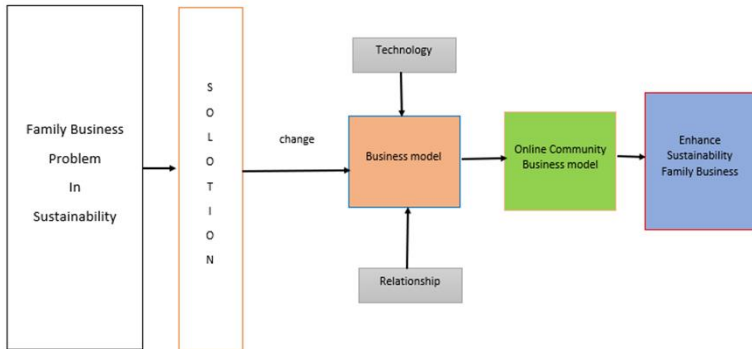 Family Business
Problem
In
Sustainability
S
O
L
O
T
I
O
N
change
Technology
Business model
Relationship
Online Community
Business model
Enhance
Sustainability
Family Business